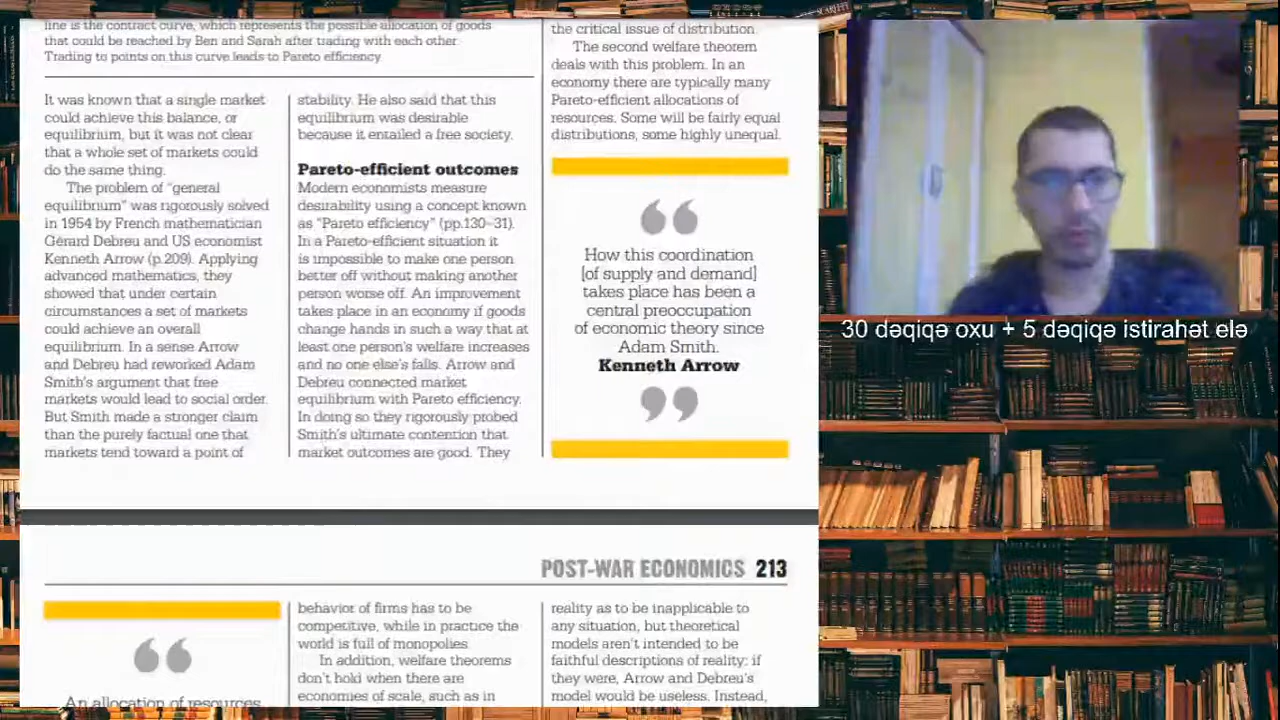 line is the contract curve, which represents the possible allocation of goods
that could be reached by Ben and Sarah after trading with each other.
Trading to points on this curve leads to Pareto efficiency
It was known that a single market
could achieve this balance, or
equilibrium, but it was not clear
that a whole set of markets could
do the same thing.
The problem of “general
equilibrium” was rigorously solved
in 1954 by French mathematician
Gérard Debreu and US economist
Kenneth Arrow (p.209). Applying
advanced mathematics, they
showed that under certain
circumstances a set of markets
could achieve an overall
equilibrium. In a sense Arrow
and Debreu had reworked Adam
Smith's argument that free
markets would lead to social order.
But Smith made a stronger claim
than the purely factual one that
markets tend toward a point of
stability. He also said that this
equilibrium was desirable
because it entailed a free society.
Pareto-efficient outcomes
Modern economists measure
desirability using a concept known
as “Pareto efficiency” (pp.130–31).
In a Pareto-efficient situation it
is impossible to make one person
better off without making another
person worse off. An improvement
takes place in an economy if goods
change hands in such a way that at
least one person's welfare increases
and no one else's falls. Arrow and
Debreu connected market
equilibrium with Pareto efficiency.
In doing so they rigorously probed
Smith's ultimate contention that
market outcomes are good. They
the critical issue of distribution.
The second welfare theorem
deals with this problem. In an
economy there are typically many
Pareto-efficient allocations of
resources. Some will be fairly equal
distributions, some highly unequal.
How this coordination
[of supply and demand]
takes place has been a
central preoccupation
of economic theory since
Adam Smith.
Kenneth Arrow
30 dəqiqə oxu + 5 dəqiqə istirahət elə
POST-WAR ECONOMICS 213
behavior of firms has to be
competitive, while in practice the
world is full of monopolies.
In addition, welfare theorems
don't hold when there are
economies of scale, such as in
reality as to be inapplicable to
any situation, but theoretical
models aren't intended to be
faithful descriptions of reality: if
they were, Arrow and Debreu's
model would be useless. Instead,